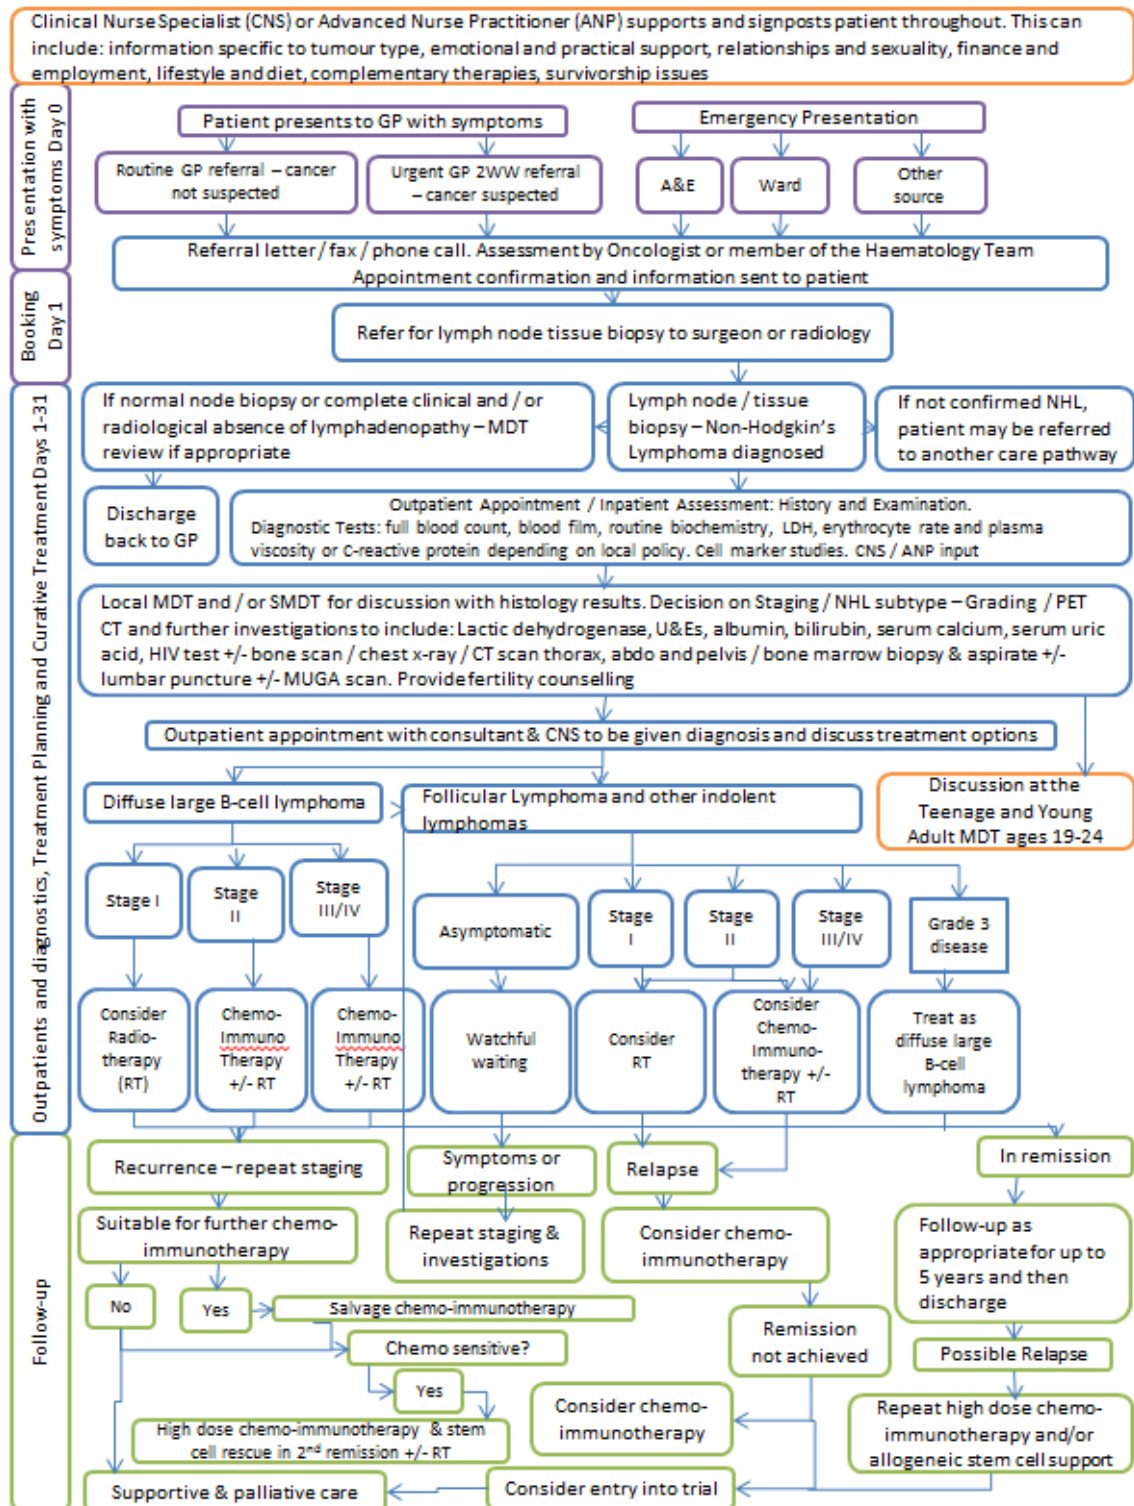 Clinical Nurse Specialist (CNS) or Advanced Nurse Practitioner (ANP) supports and signposts patient throughout. This can
include: information specific to tumour type, emotional and practical support, relationships and sexuality, finance and
employment, lifestyle and diet, complementary therapies, survivorship issues
Presentation with
symptoms Day 0
Patient presents to GP with symptoms
Emergency Presentation
Routine GP referral – cancer
not suspected
Urgent GP 2WW referral
– cancer suspected
A&E
Ward
Other
source
Referral letter / fax / phone call. Assessment by Oncologist or member of the Haematology Team
Appointment confirmation and information sent to patient
Booking
Day 1
Refer for lymph node tissue biopsy to surgeon or radiology
Outpatients and diagnostics, Treatment Planning and Curative Treatment Days 1-31
If normal node biopsy or complete clinical and / or
radiological absence of lymphadenopathy – MDT
review if appropriate
Lymph node / tissue
biopsy – Non-Hodgkin's
Lymphoma diagnosed
If not confirmed NHL,
patient may be referred
to another care pathway
Discharge
back to GP
Outpatient Appointment / Inpatient Assessment: History and Examination.
Diagnostic Tests: full blood count, blood film, routine biochemistry, LDH, erythrocyte rate and plasma
viscosity or C-reactive protein depending on local policy. Cell marker studies. CNS / ANP input
Local MDT and / or SMDT for discussion with histology results. Decision on Staging / NHL subtype – Grading / PET
CT and further investigations to include: Lactic dehydrogenase, U&Es, albumin, bilirubin, serum calcium, serum uric
acid, HIV test +/- bone scan / chest x-ray / CT scan thorax, abdo and pelvis / bone marrow biopsy & aspirate +/-
lumbar puncture +/- MUGA scan. Provide fertility counselling
Outpatient appointment with consultant & CNS to be given diagnosis and discuss treatment options
Diffuse large B-cell lymphoma
Follicular Lymphoma and other indolent
lymphomas
Discussion at the
Teenage and Young
Adult MDT ages 19-24
Stage I
Stage
II
Stage
III/IV
Asymptomatic
Stage
I
Stage
II
Stage
III/IV
Grade 3
disease
Consider
Radio-
therapy
(RT)
Chemo-
Immuno
Therapy
+/- RT
Chemo-
Immuno
Therapy
+/- RT
Watchful
waiting
Consider
RT
Consider
Chemo-
Immuno-
therapy +/-
RT
Treat as
diffuse large
B-cell
lymphoma
Follow-up
Recurrence – repeat staging
Symptoms or
progression
Relapse
In remission
Suitable for further chemo-
immunotherapy
Repeat staging &
investigations
Consider chemo-
immunotherapy
Follow-up as
appropriate for up to
5 years and then
discharge
No
Yes
Salvage chemo-immunotherapy
Chemo sensitive?
Remission
not achieved
Possible Relapse
Yes
High dose chemo-immunotherapy & stem
cell rescue in 2nd remission +/- RT
Consider chemo-
immunotherapy
Repeat high dose chemo-
immunotherapy and/or
allogeneic stem cell support
Supportive & palliative care
Consider entry into trial